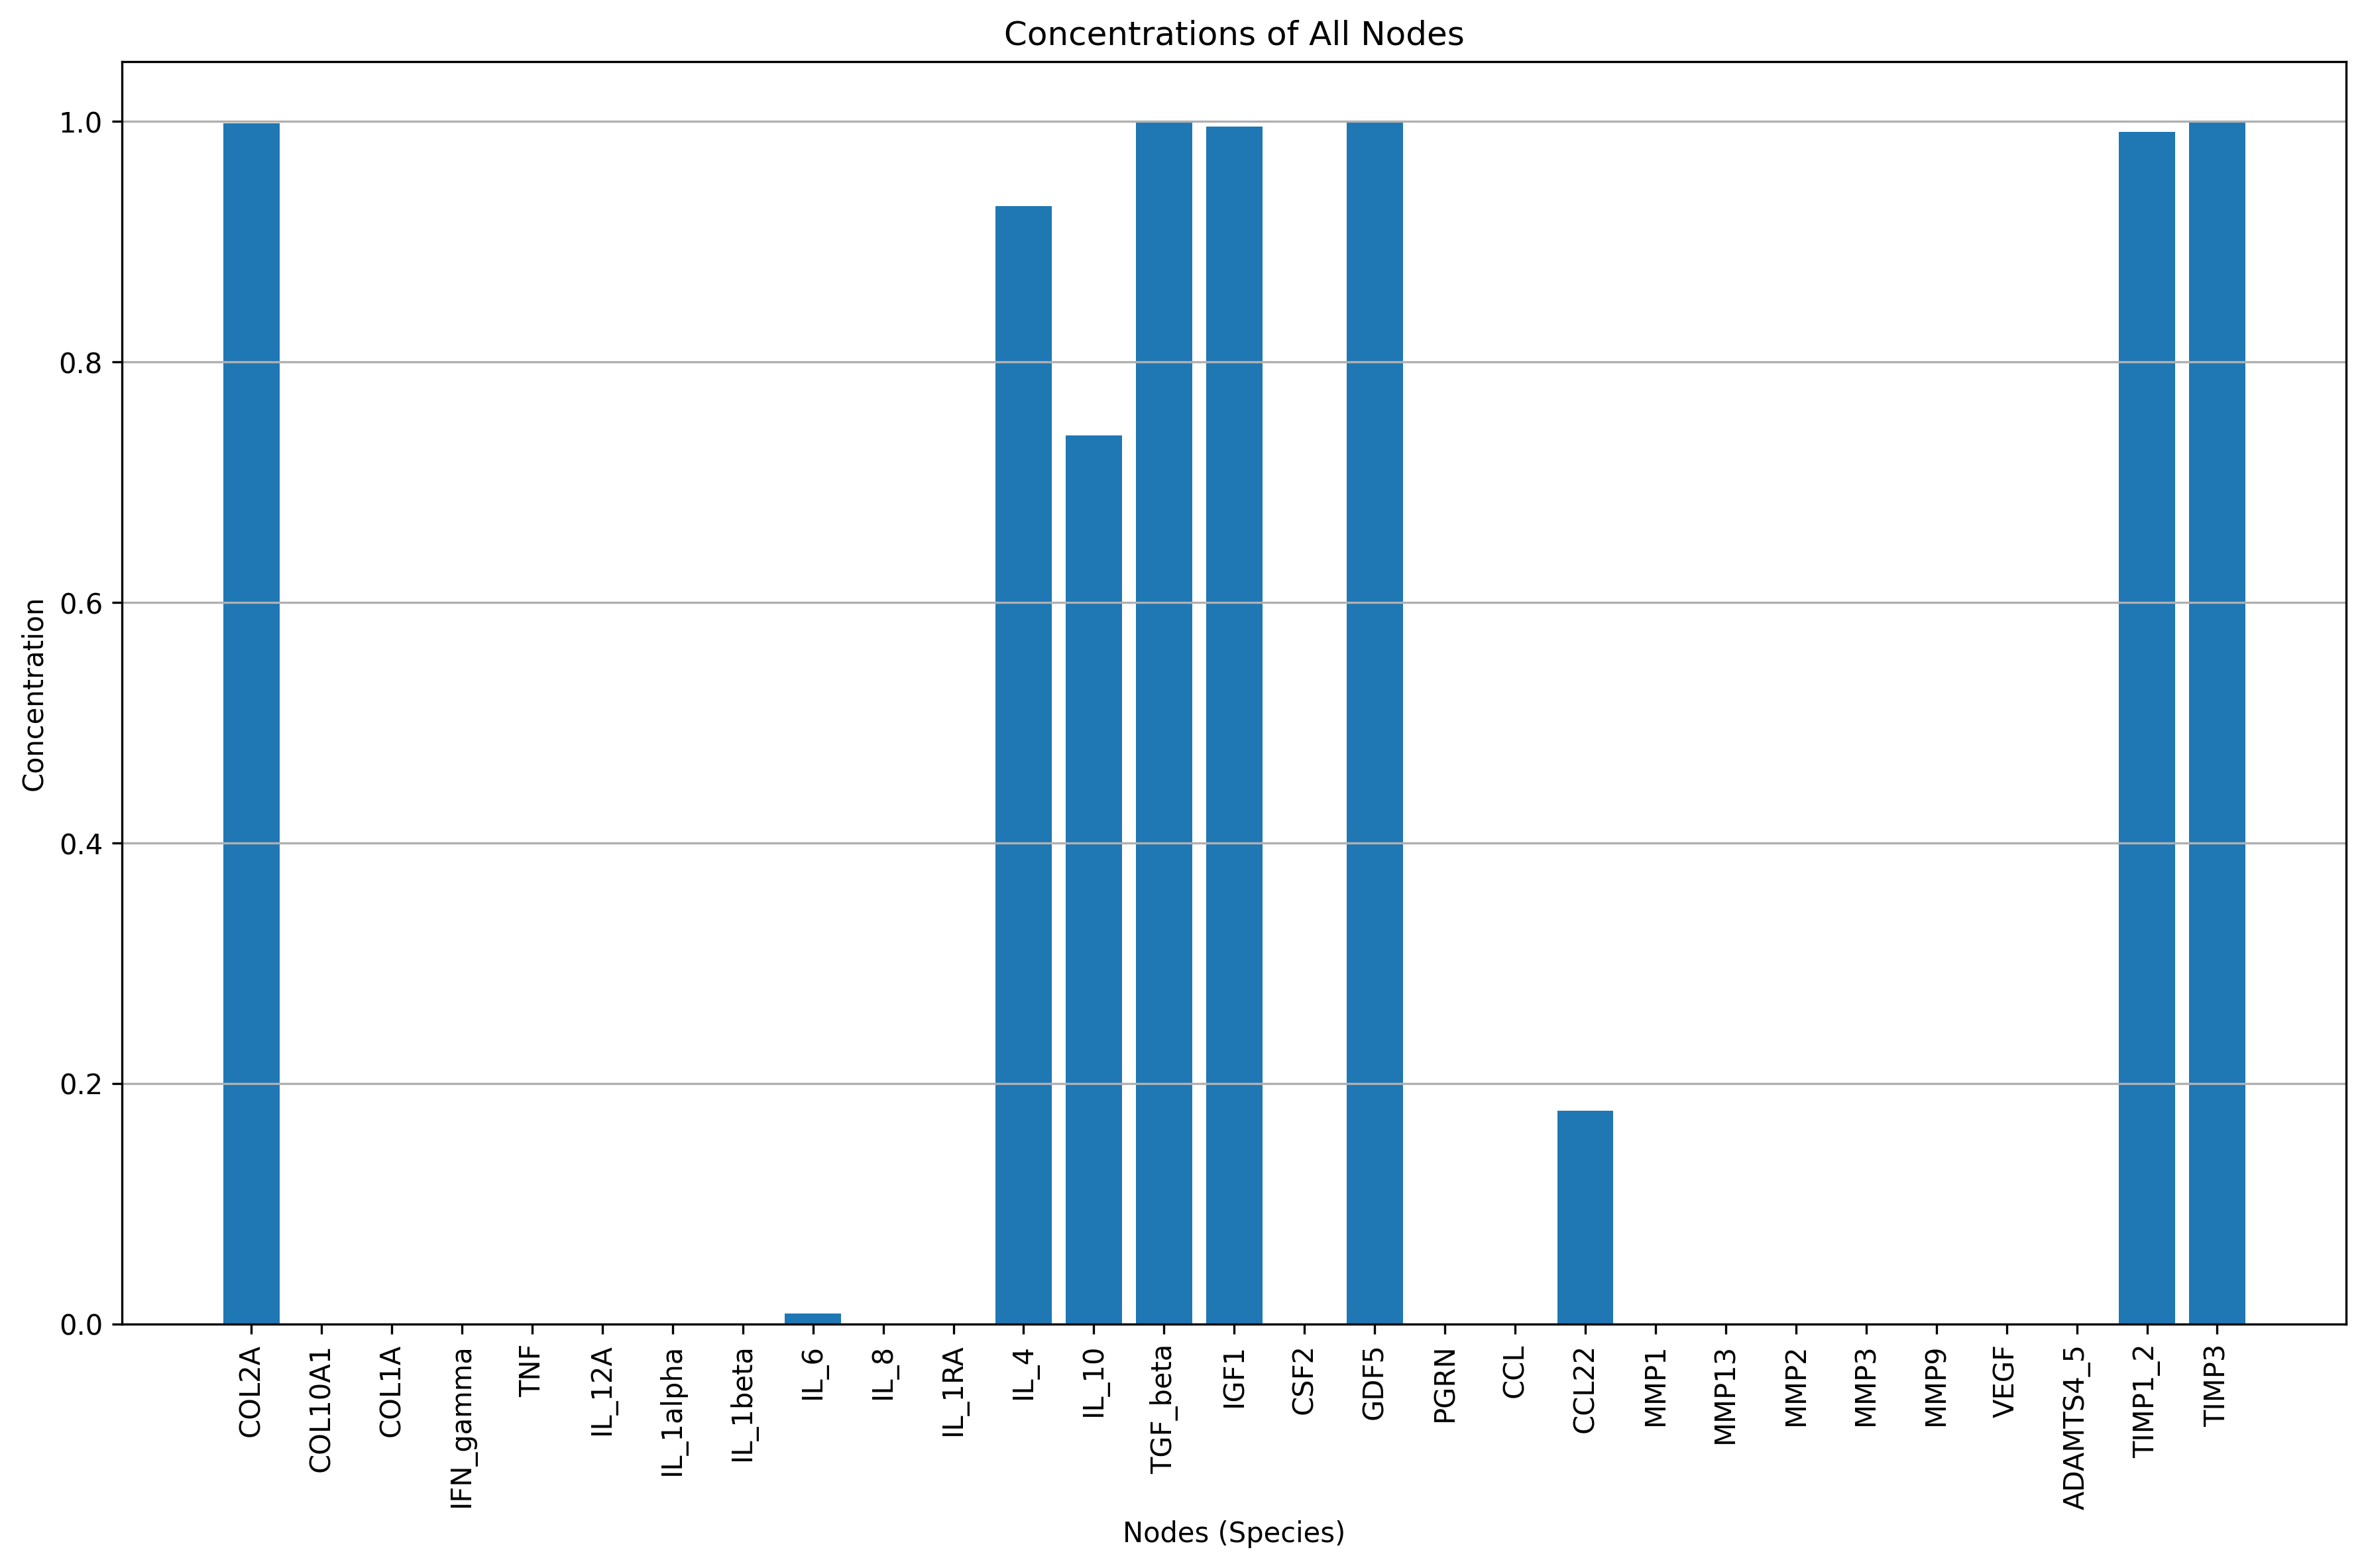 Concentrations of All Nodes
Concentration
1.0
0.8
0.6
0.4
0.2
0.0
COL2A
COL10A1
COL1A
IFN_gamma
TNF
IL_12A
IL_1alpha
IL_1beta
IL_6
IL_8
IL_1RA
IL_4
IL_10
TGF_beta
IGF1
CSF2
GDF5
PGRN
CCL
CCL22
MMP1
MMP13
MMP2
MMP3
MMP9
VEGF
ADAMTS4_5
TIMP1_2
TIMP3
Nodes (Species)